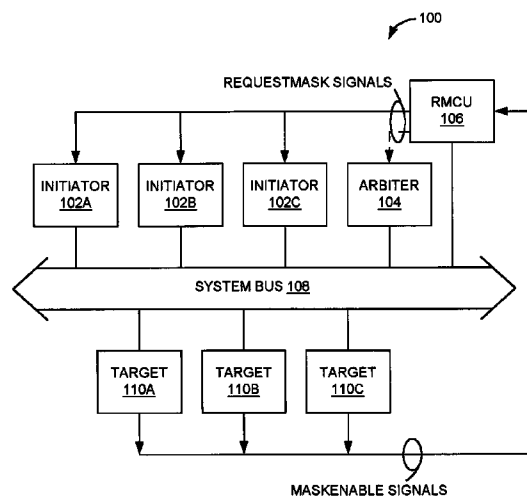 100
REQUESTMASK SIGNALS
RMCU
106
INITIATOR
102A
INITIATOR
102B
INITIATOR
102C
ARBITER
104
SYSTEM BUS 108
TARGET
110A
TARGET
110B
TARGET
110C
MASKENABLE SIGNALS